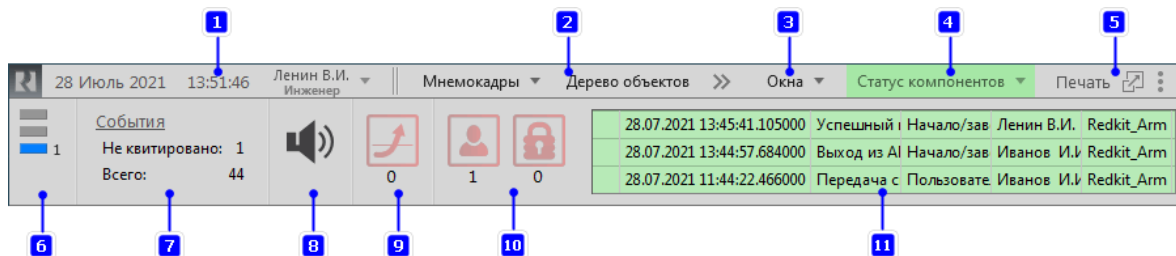 1 2 3 4 5
28 Июль 2021 13:51:46 Ленин В.И. Инженер Мнемокадры Дерево объектов Окна Статус компонентов Печать
1
События
Не квитировано: 1
Всего: 44
0
1 0
28.07.2021 13:45:41.105000 Успешный Начало/зав Ленин В.И. Redkit_Arm
28.07.2021 13:44:57.684000 Выход из Al Начало/зав Иванов И.И Redkit_Arm
28.07.2021 11:44:22.466000 Передача с Пользовате. Иванов И.И Redkit_Arm
6 7 8 9 10 11